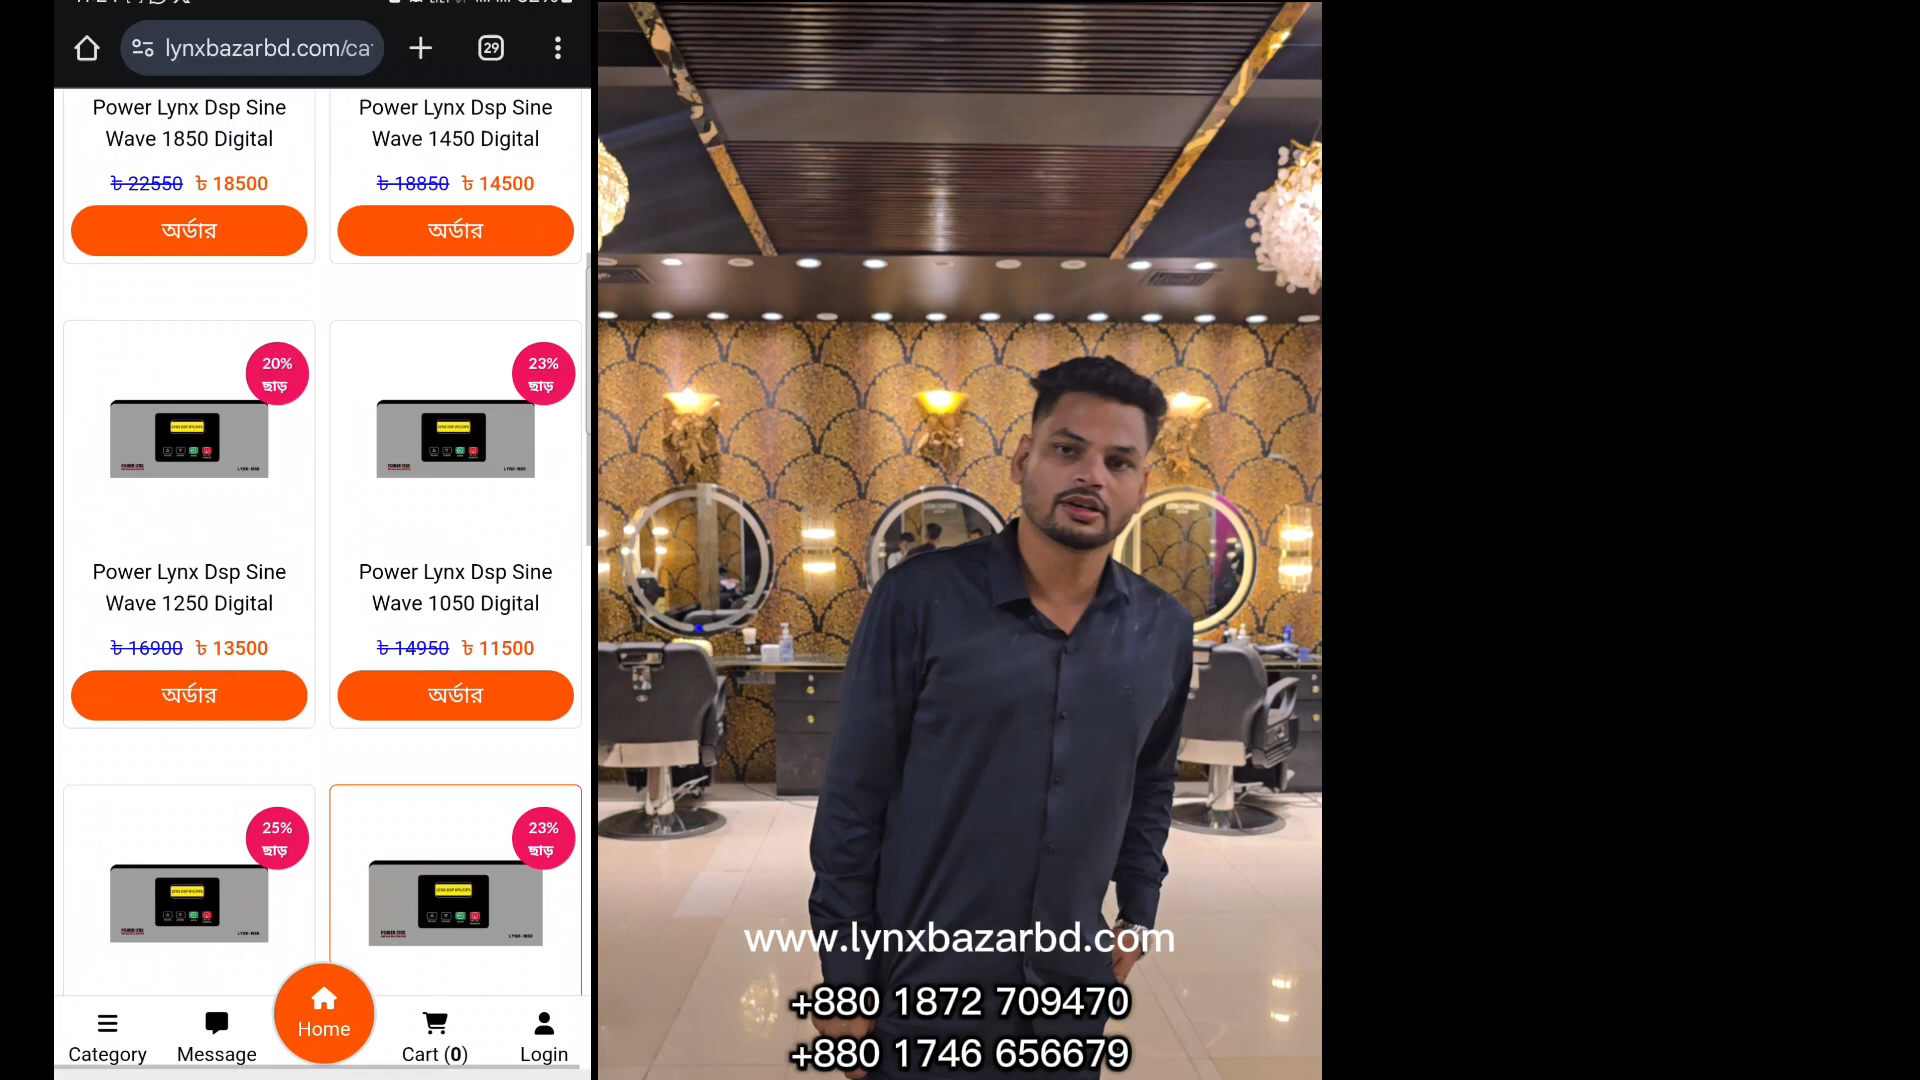 lynxbazarbd.com/ca
29
Power Lynx Dsp Sine
Wave 1850 Digital
৳ 22550 ৳ 18500
অর্ডার
Power Lynx Dsp Sine
Wave 1450 Digital
৳ 18850 ৳ 14500
অর্ডার
20%
ছাড়
Power Lynx Dsp Sine
Wave 1250 Digital
৳ 16900 ৳ 13500
অর্ডার
23%
ছাড়
Power Lynx Dsp Sine
Wave 1050 Digital
৳ 14950 ৳ 11500
অর্ডার
25%
ছাড়
23%
ছাড়
Category
Message
Home
Cart (0)
Login
www.lynxbazarbd.com
+880 1872 709470
+880 1746 656679